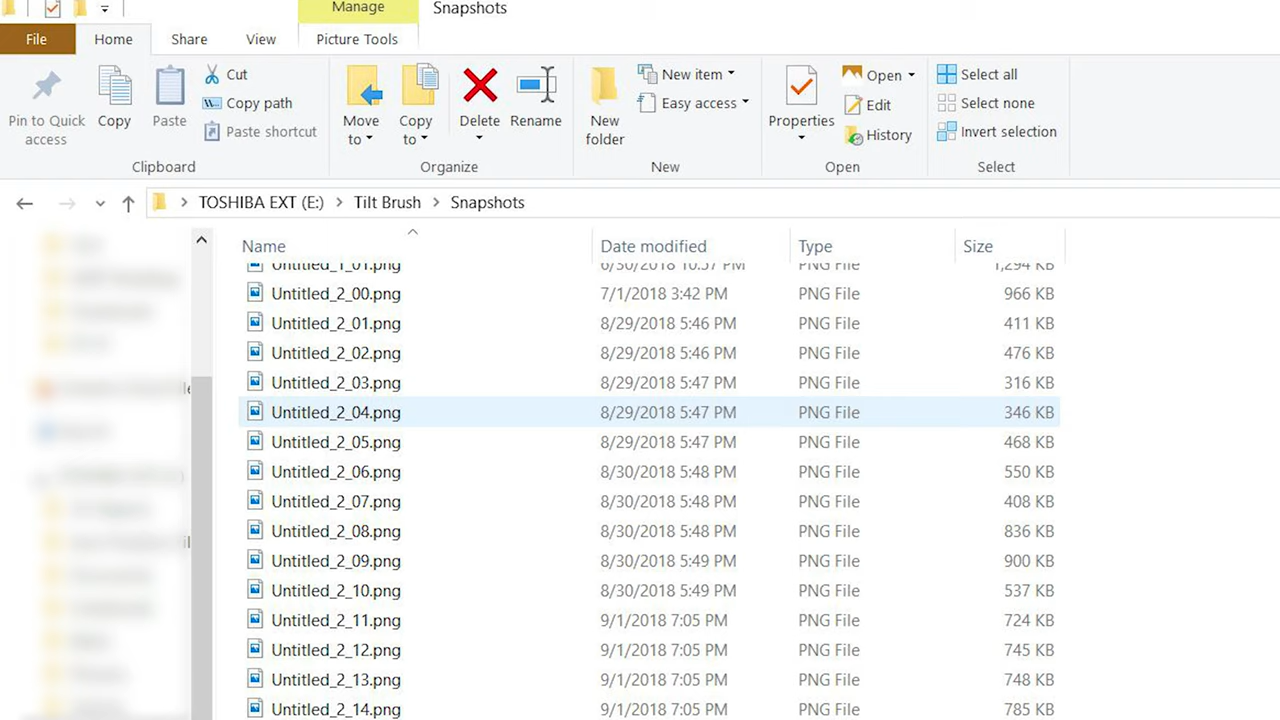 Manage Snapshots
File Home Share View Picture Tools
Pin to Quick access
Copy
Paste
Cut
Copy path
Paste shortcut
Clipboard
Move to
Copy to
Delete
Rename
Organize
New folder
New item
Easy access
New
Properties
Open
Edit
History
Open
Select all
Select none
Invert selection
Select
TOSHIBA EXT (E:) Tilt Brush Snapshots
Name Date modified Type Size
Untitled_1_01.png 6/30/2018 10:57 PM PNG File 1,294 KB
Untitled_2_00.png 7/1/2018 3:42 PM PNG File 966 KB
Untitled_2_01.png 8/29/2018 5:46 PM PNG File 411 KB
Untitled_2_02.png 8/29/2018 5:46 PM PNG File 476 KB
Untitled_2_03.png 8/29/2018 5:47 PM PNG File 316 KB
Untitled_2_04.png 8/29/2018 5:47 PM PNG File 346 KB
Untitled_2_05.png 8/29/2018 5:47 PM PNG File 468 KB
Untitled_2_06.png 8/30/2018 5:48 PM PNG File 550 KB
Untitled_2_07.png 8/30/2018 5:48 PM PNG File 408 KB
Untitled_2_08.png 8/30/2018 5:48 PM PNG File 836 KB
Untitled_2_09.png 8/30/2018 5:49 PM PNG File 900 KB
Untitled_2_10.png 8/30/2018 5:49 PM PNG File 537 KB
Untitled_2_11.png 9/1/2018 7:05 PM PNG File 724 KB
Untitled_2_12.png 9/1/2018 7:05 PM PNG File 745 KB
Untitled_2_13.png 9/1/2018 7:05 PM PNG File 748 KB
Untitled_2_14.png 9/1/2018 7:05 PM PNG File 785 KB